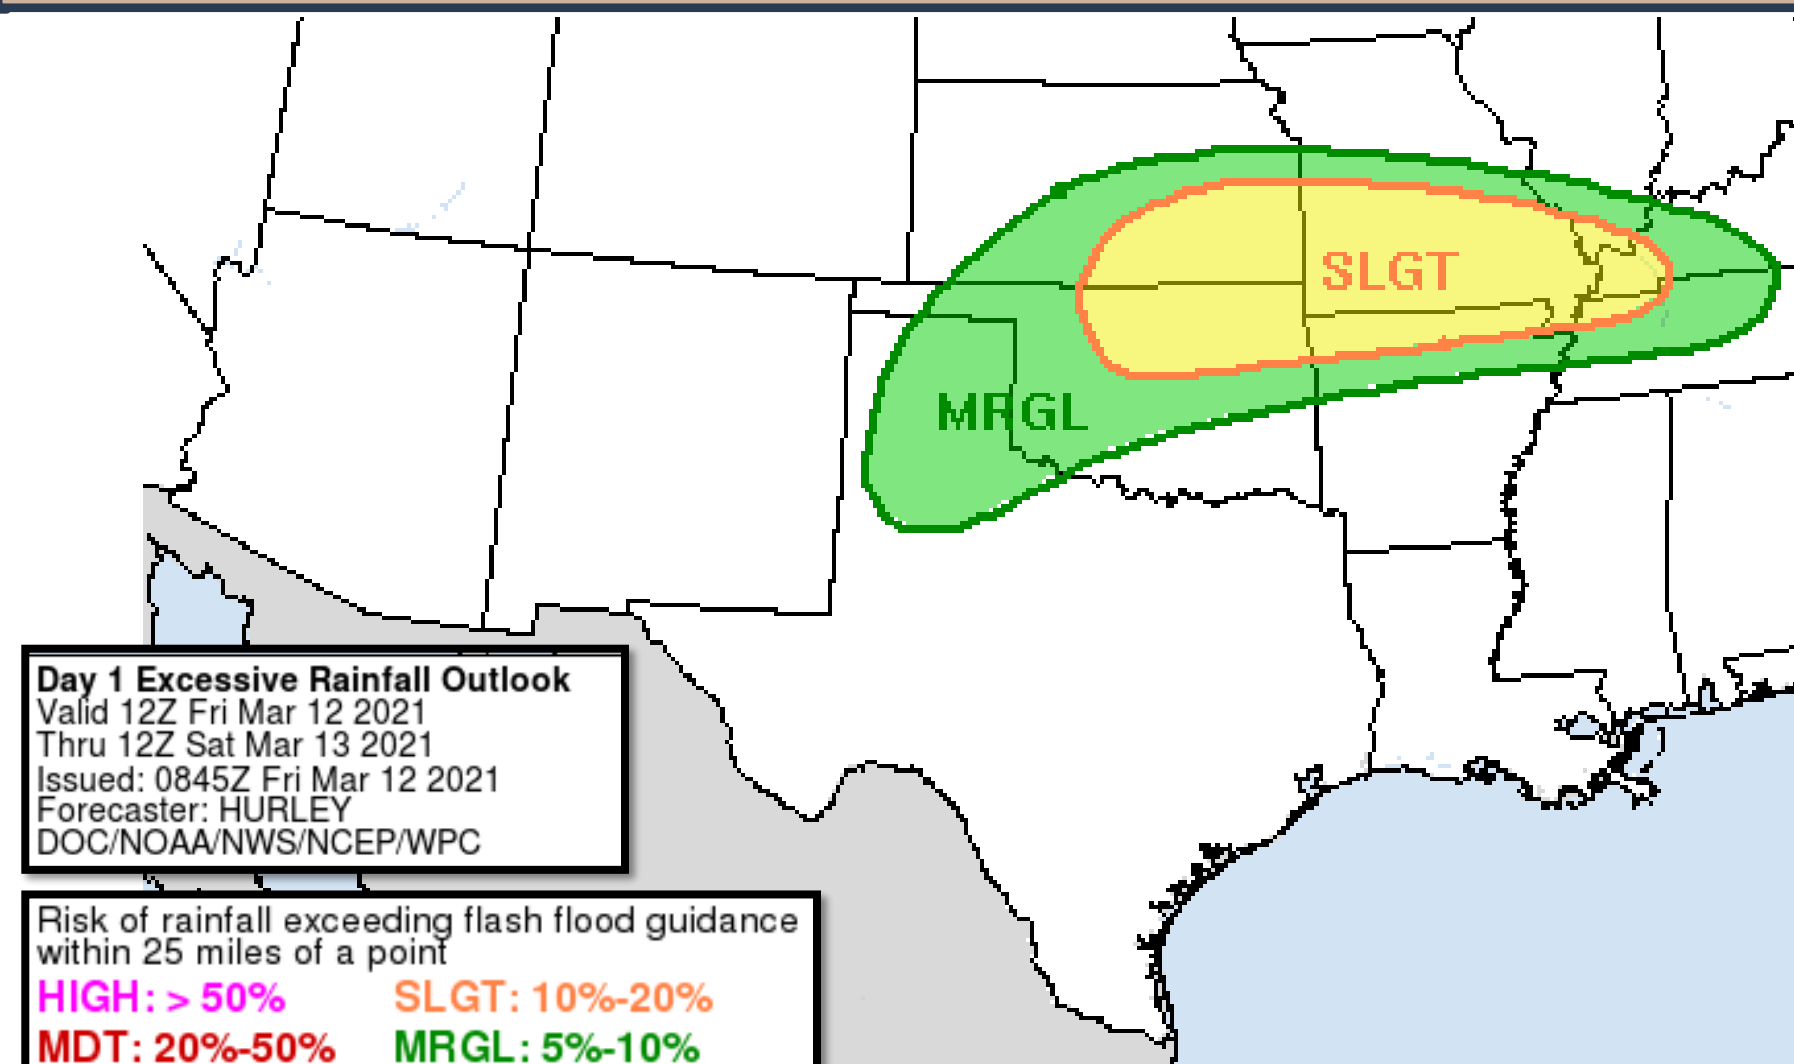 SLGT
MRGL
Day 1 Excessive Rainfall Outlook
Valid 12Z Fri Mar 12 2021
Thru 12Z Sat Mar 13 2021
Issued: 0845Z Fri Mar 12 2021
Forecaster: HURLEY
DOC/NOAA/NWS/NCEP/WPC
Risk of rainfall exceeding flash flood guidance
within 25 miles of a point
HIGH: > 50% SLGT: 10%-20%
MDT: 20%-50% MRGL: 5%-10%